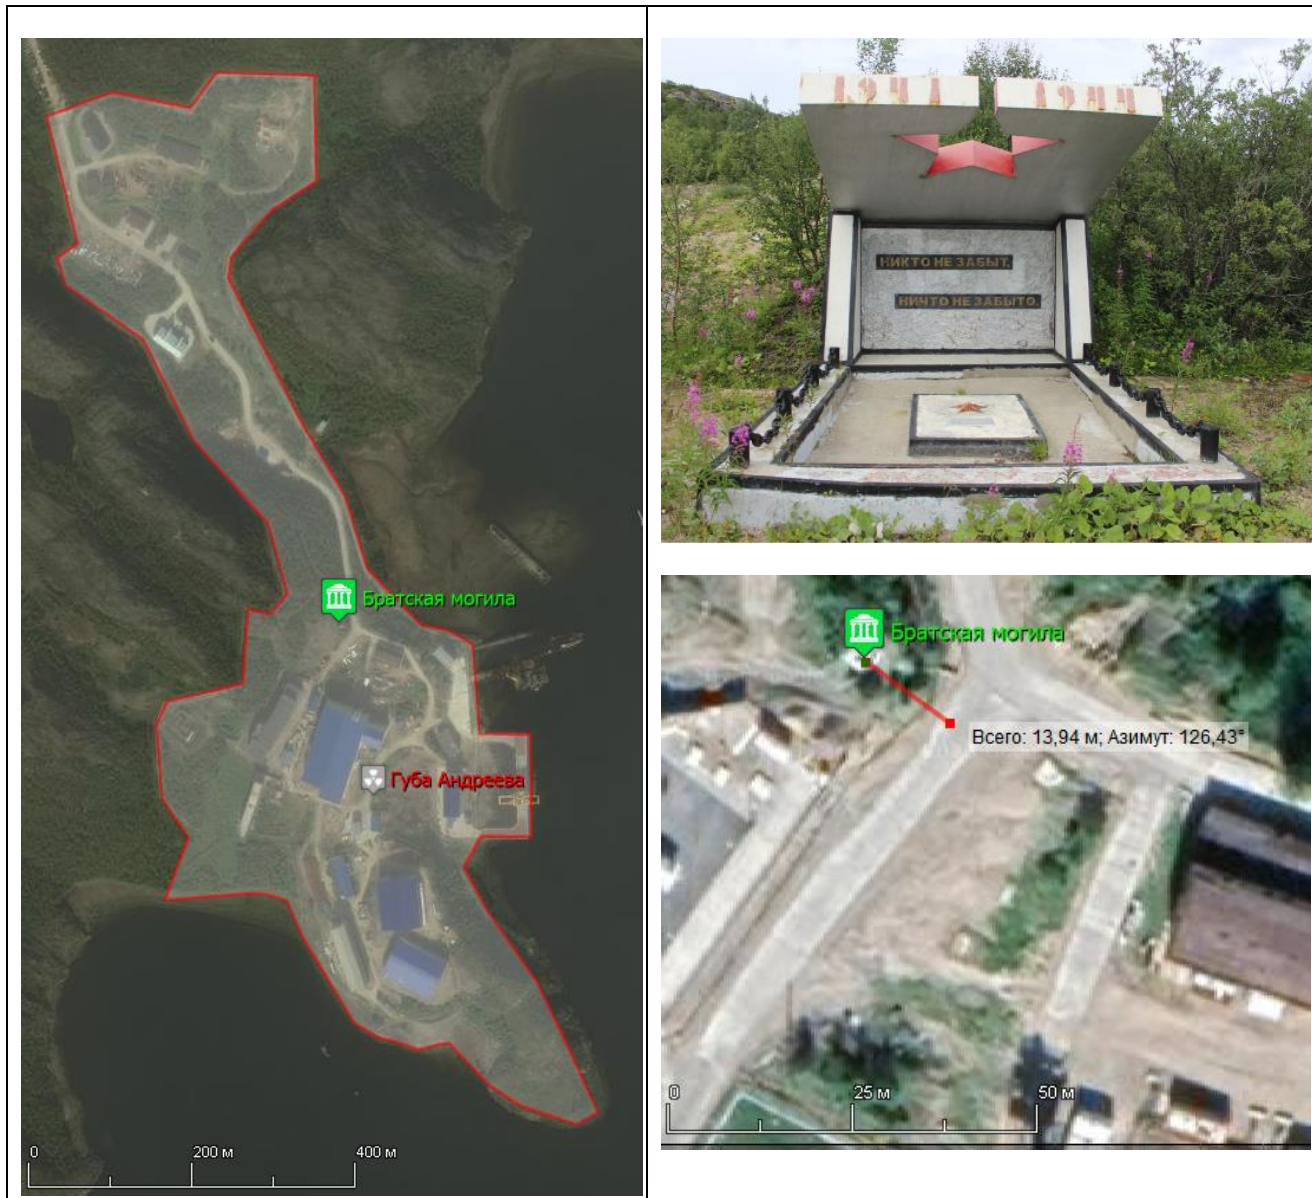 Братская могила
Губа Андреева
0 200 м 400 м
1941 1944
НИКТО НЕ ЗАБЫТ.
НИЧТО НЕ ЗАБЫТО.
Братская могила
Всего: 13,94 м; Азимут: 126,43°
0 25 м 50 м